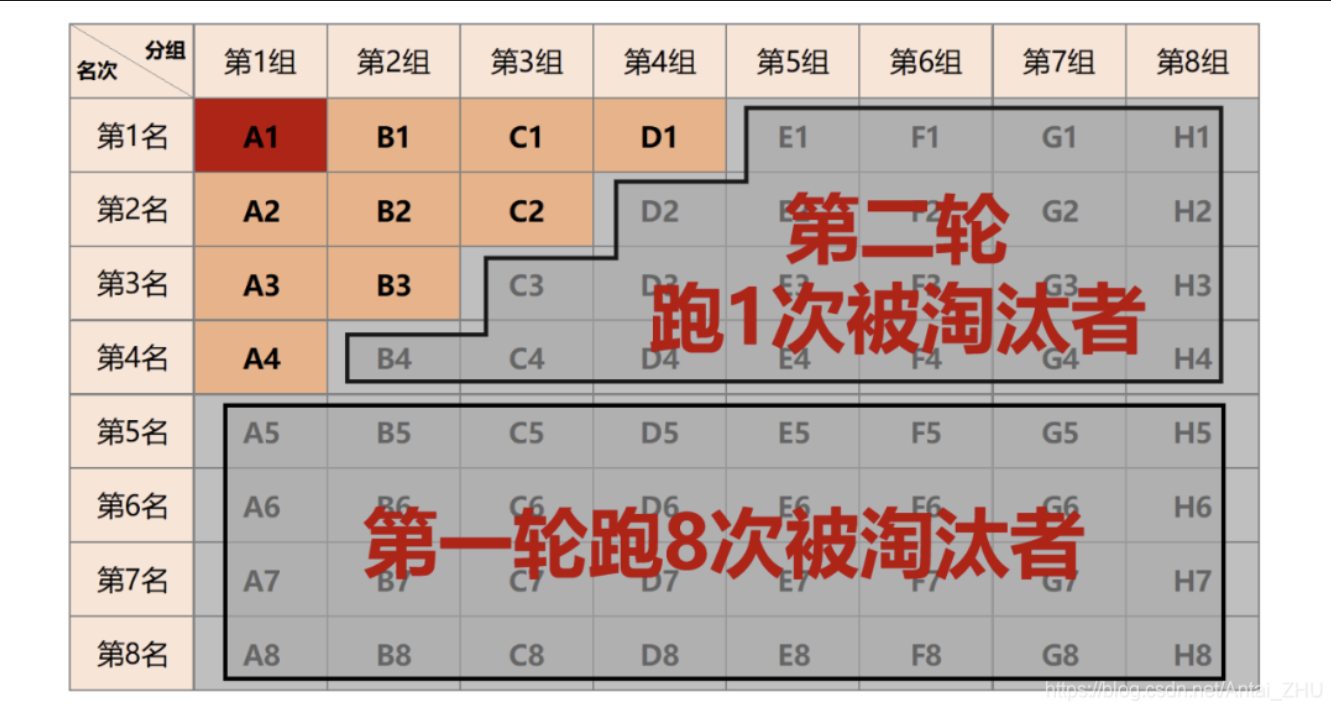 分组
名次
第1组 第2组 第3组 第4组 第5组 第6组 第7组 第8组
第1名 A1 B1 C1 D1 E1 F1 G1 H1
第2名 A2 B2 C2 D2 F2 G2 H2
第二轮
第3名 A3 B3 C3 D3 E3 F3 G3 H3
跑1次被淘汰者
第4名 A4 B4 C4 D4 E4 F4 G4 H4
第5名 A5 B5 C5 D5 E5 F5 G5 H5
第6名 A6 B6 C6 D6 E6 F6 G6 H6
第一轮跑8次被淘汰者
第7名 A7 B7 C7 D7 E7 F7 G7 H7
第8名 A8 B8 C8 D8 E8 F8 G8 H8
https://blog.csdn.net/Antai_ZHU